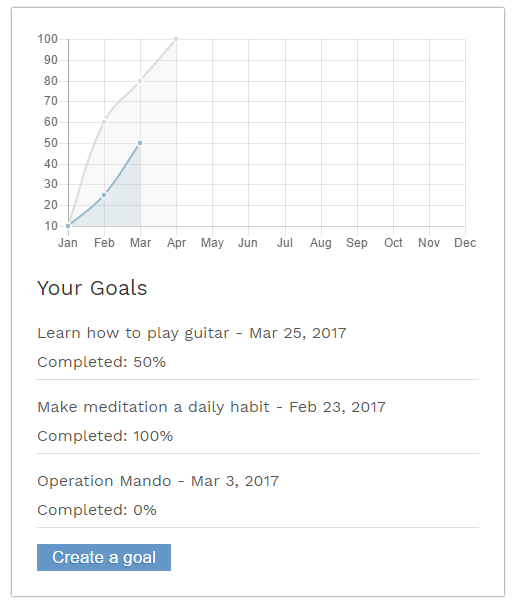 100
90
80
70
60
50
40
30
20
10
Jan Feb Mar Apr May Jun Jul Aug Sep Oct Nov Dec
Your Goals
Learn how to play guitar - Mar 25, 2017
Completed: 50%
Make meditation a daily habit - Feb 23, 2017
Completed: 100%
Operation Mando - Mar 3, 2017
Completed: 0%
Create a goal